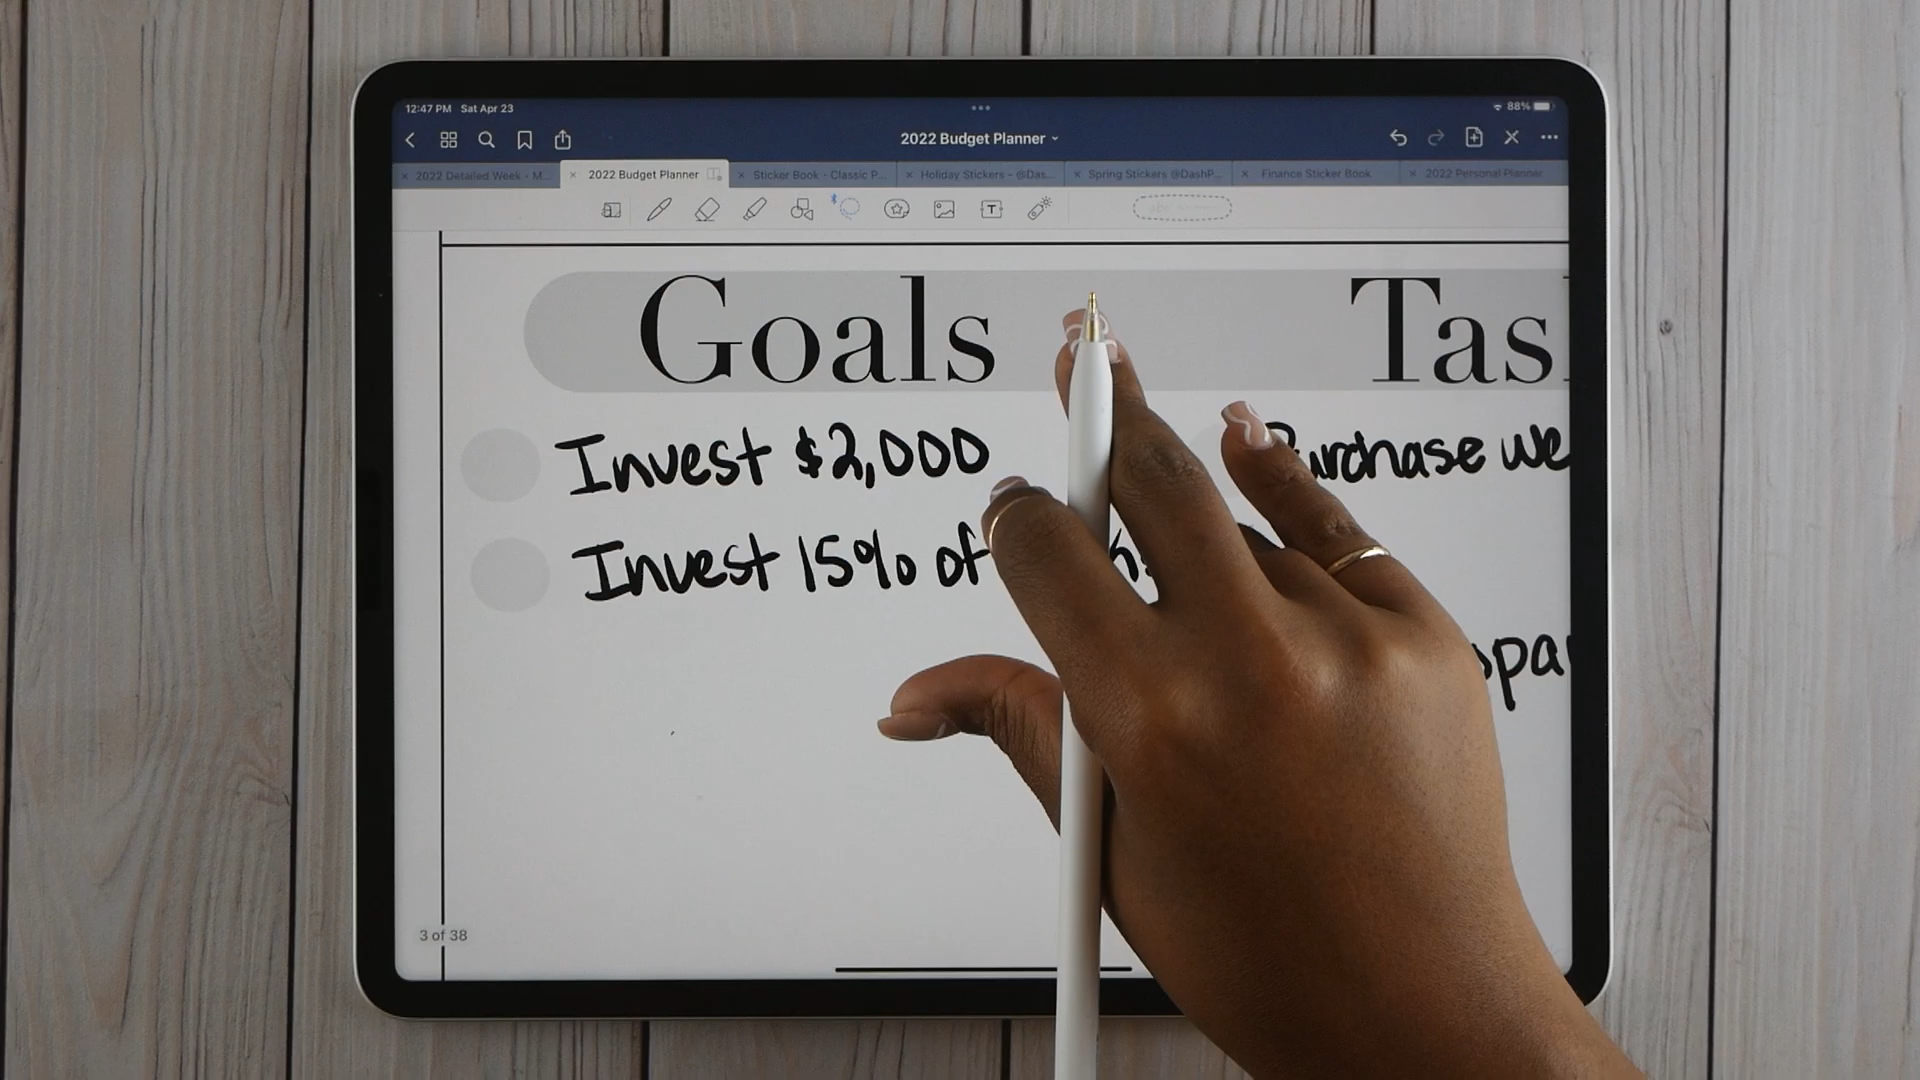 12:47 PM Sat Apr 23
88%
2022 Budget Planner
2022 Detailed Week - M...
2022 Budget Planner
Sticker Book - Classic P...
Holiday Stickers - @Das...
Spring Stickers @DashP...
Finance Sticker Book
2022 Personal Planner
T
Goals Tas
Invest $2,000
urchase we
Invest 15% of
3 of 38